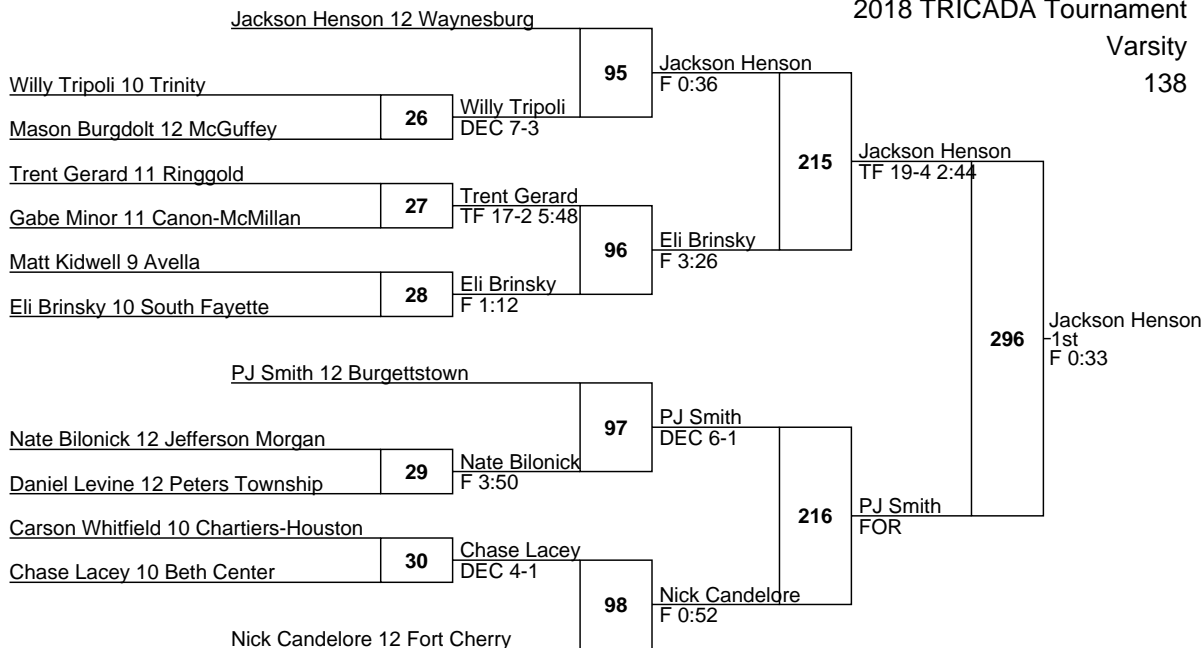 2018 TRICADA Tournament
Varsity
138
Jackson Henson 12 Waynesburg
95
Jackson Henson
F 0:36
Willy Tripoli 10 Trinity
26
Willy Tripoli
DEC 7-3
Mason Burgdolt 12 McGuffey
215
Jackson Henson
TF 19-4 2:44
Trent Gerard 11 Ringgold
27
Trent Gerard
TF 17-2 5:48
Gabe Minor 11 Canon-McMillan
96
Eli Brinsky
F 3:26
Matt Kidwell 9 Avella
28
Eli Brinsky
F 1:12
Eli Brinsky 10 South Fayette
296
Jackson Henson
1st
F 0:33
PJ Smith 12 Burgettstown
97
PJ Smith
DEC 6-1
Nate Bilonick 12 Jefferson Morgan
29
Nate Bilonick
F 3:50
Daniel Levine 12 Peters Township
216
PJ Smith
FOR
Carson Whitfield 10 Chartiers-Houston
30
Chase Lacey
DEC 4-1
Chase Lacey 10 Beth Center
98
Nick Candelore
F 0:52
Nick Candelore 12 Fort Cherry